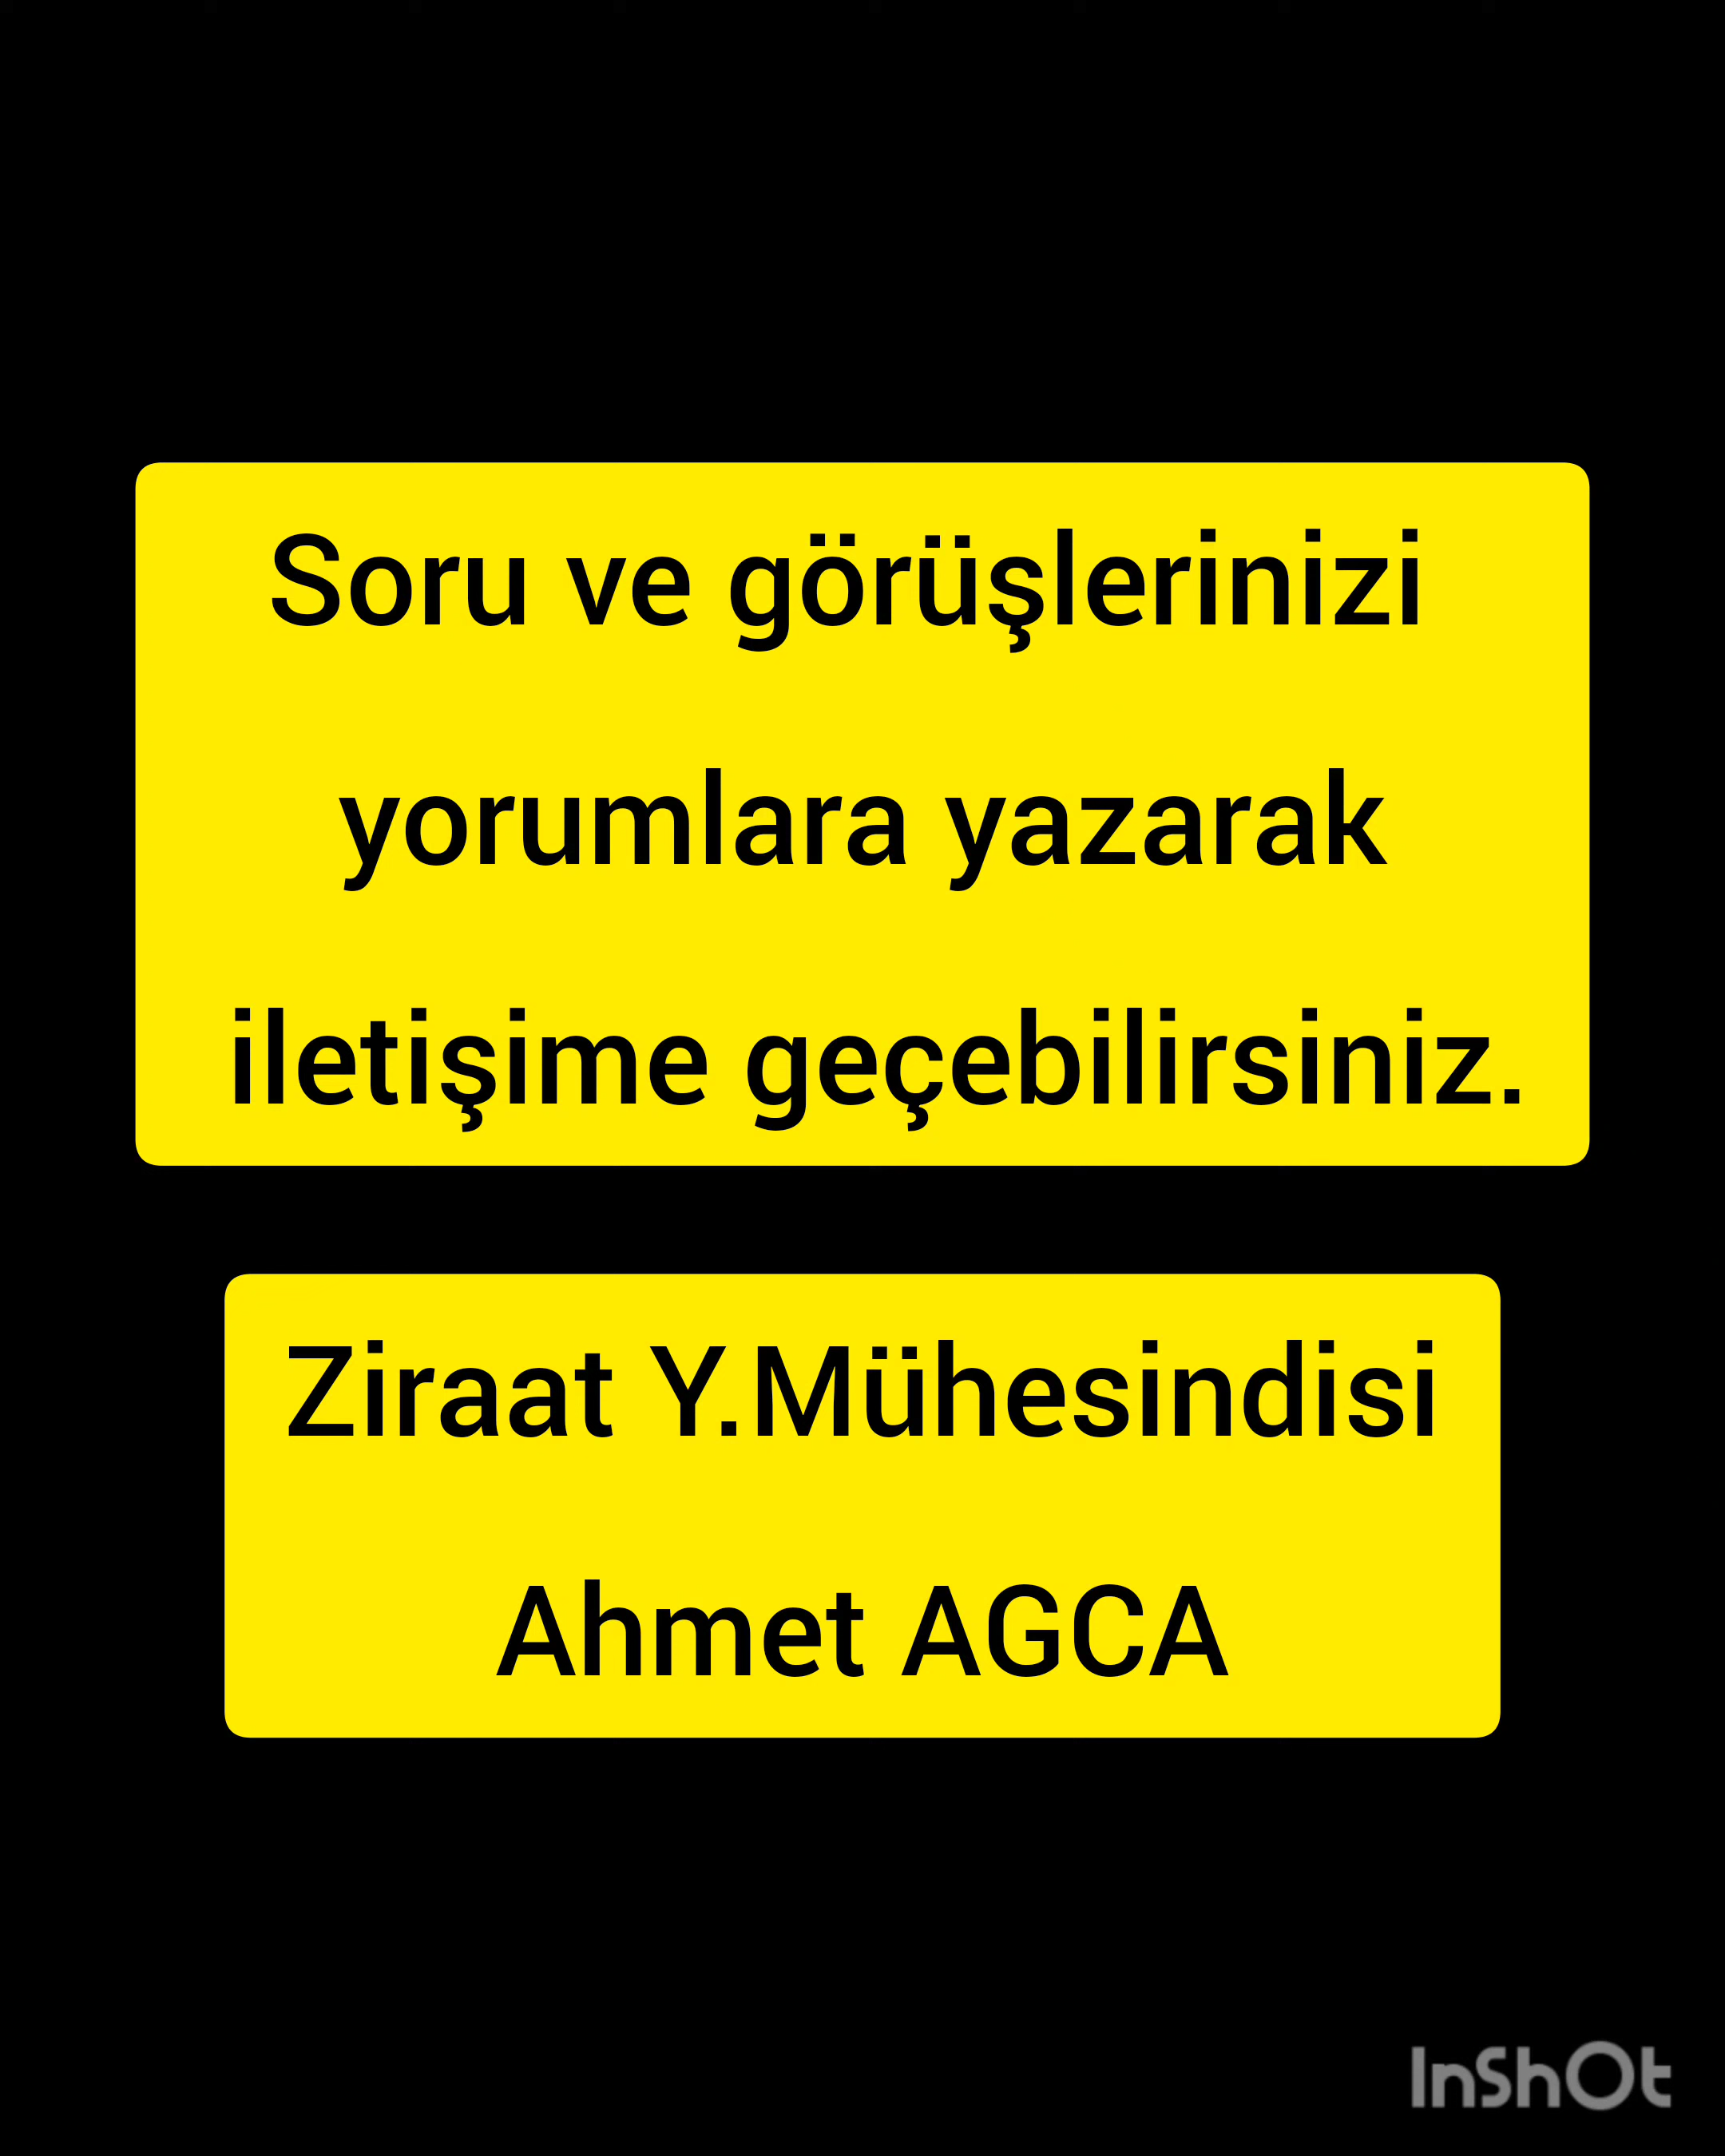 Soru ve görüşlerinizi
yorumlara yazarak
iletişime geçebilirsiniz.
Ziraat Y.Mühesindisi
Ahmet AGCA
InShOt